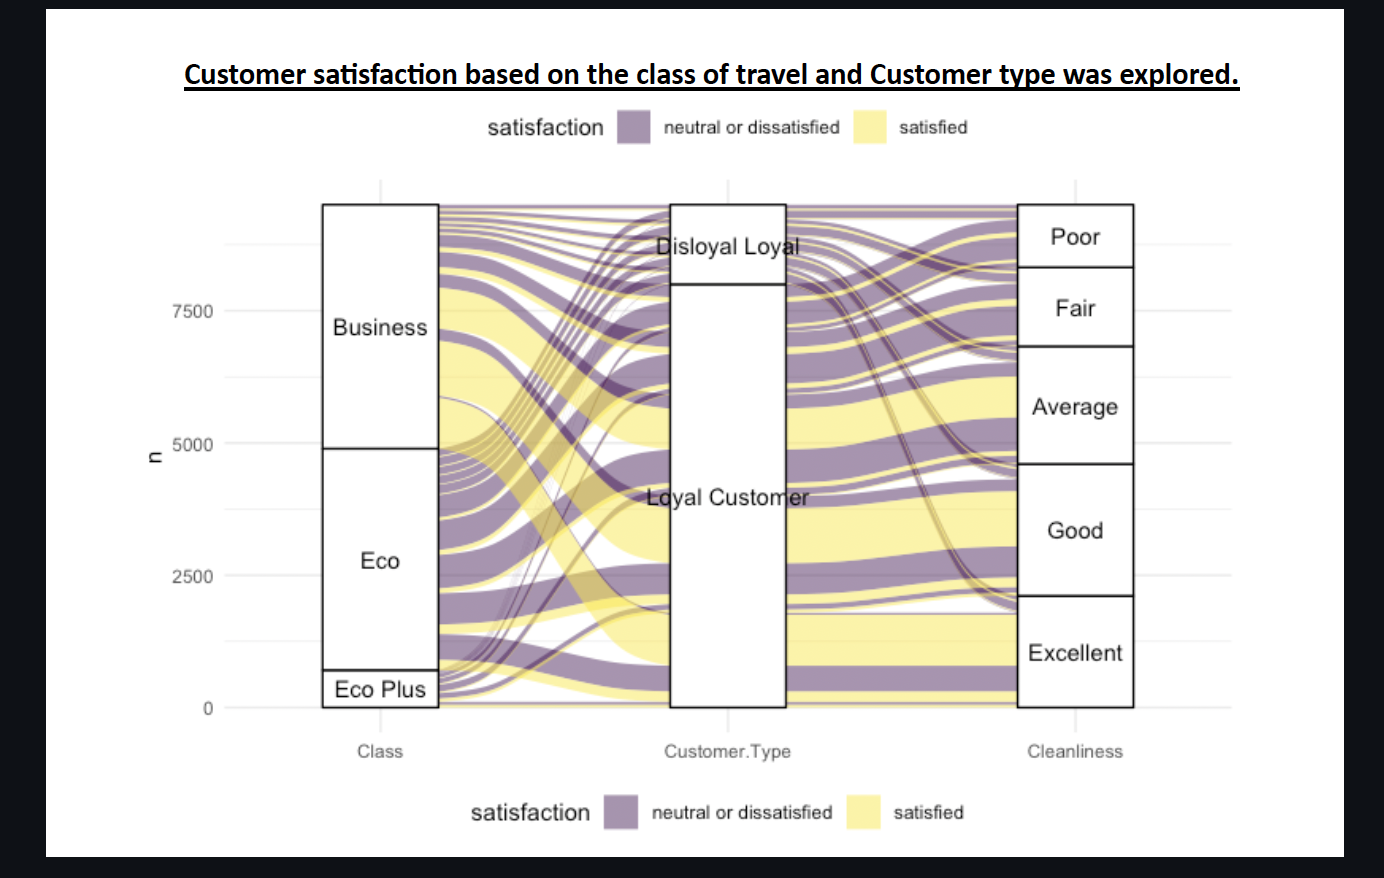 Customer satisfaction based on the class of travel and Customer type was explored.
satisfaction neutral or dissatisfied satisfied
Business
Eco
Eco Plus
Disloyal Loyal
Loyal Customer
Poor
Fair
Average
Good
Excellent
7500
5000
2500
0
n
Class Customer.Type Cleanliness
satisfaction neutral or dissatisfied satisfied